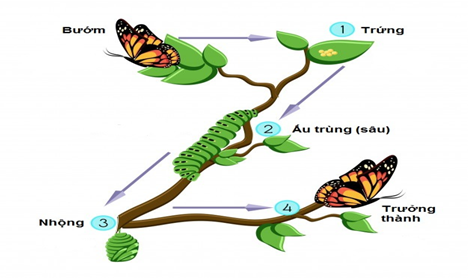 Bướm
1 Trứng
2 Ấu trùng (sâu)
Nhộng 3
4 Trưởng
thành